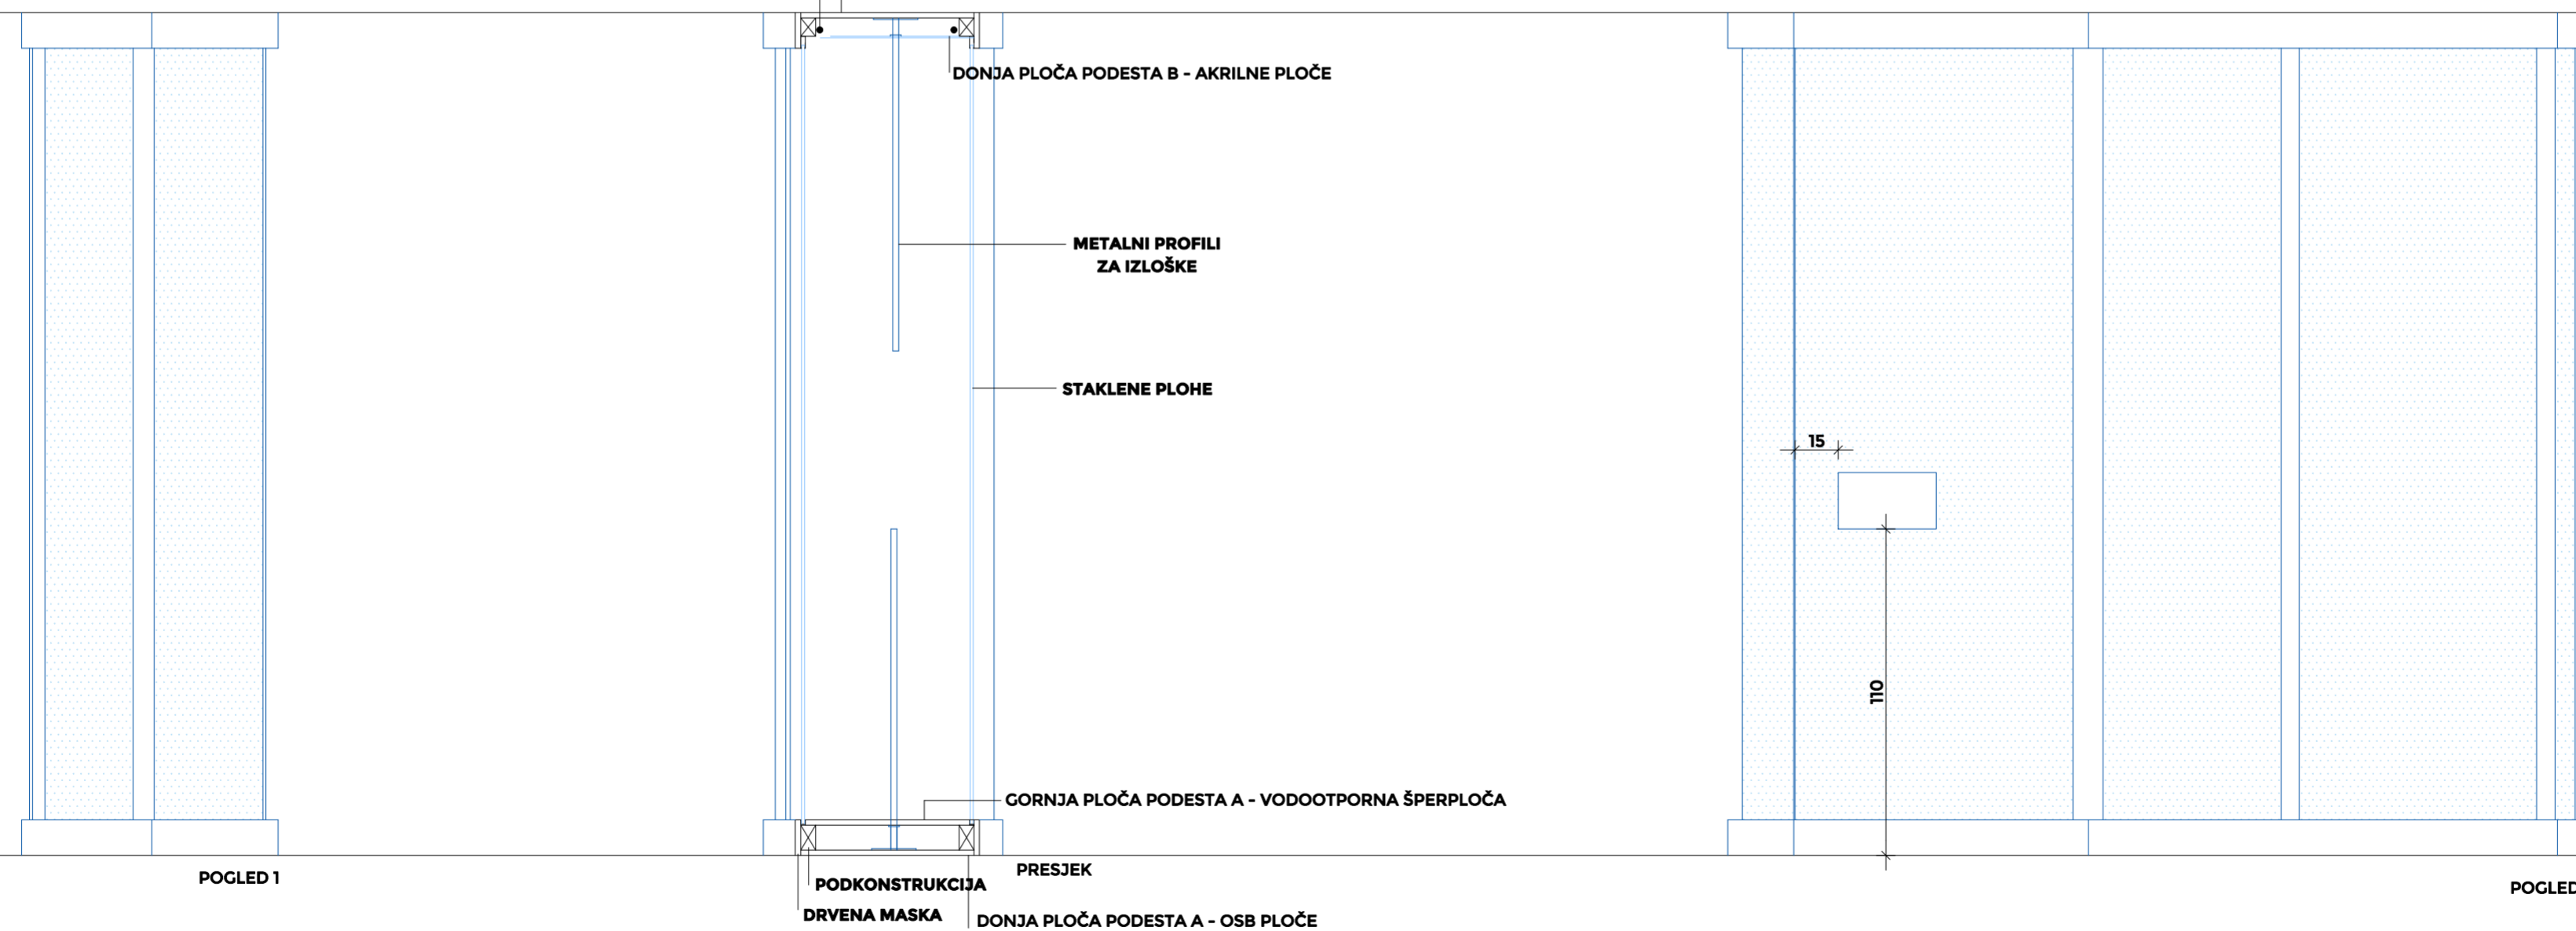 DONJA PLOČA PODESTA B - AKRILNE PLOČE
METALNI PROFILI
ZA IZLOŠKE
STAKLENE PLOHE
15
110
GORNJA PLOČA PODESTA A - VODOOTPORNA ŠPERPLOČA
PRESJEK
POGLED 1
PODKONSTRUKCIJA
POGLED
DRVENA MASKA
DONJA PLOČA PODESTA A - OSB PLOČE